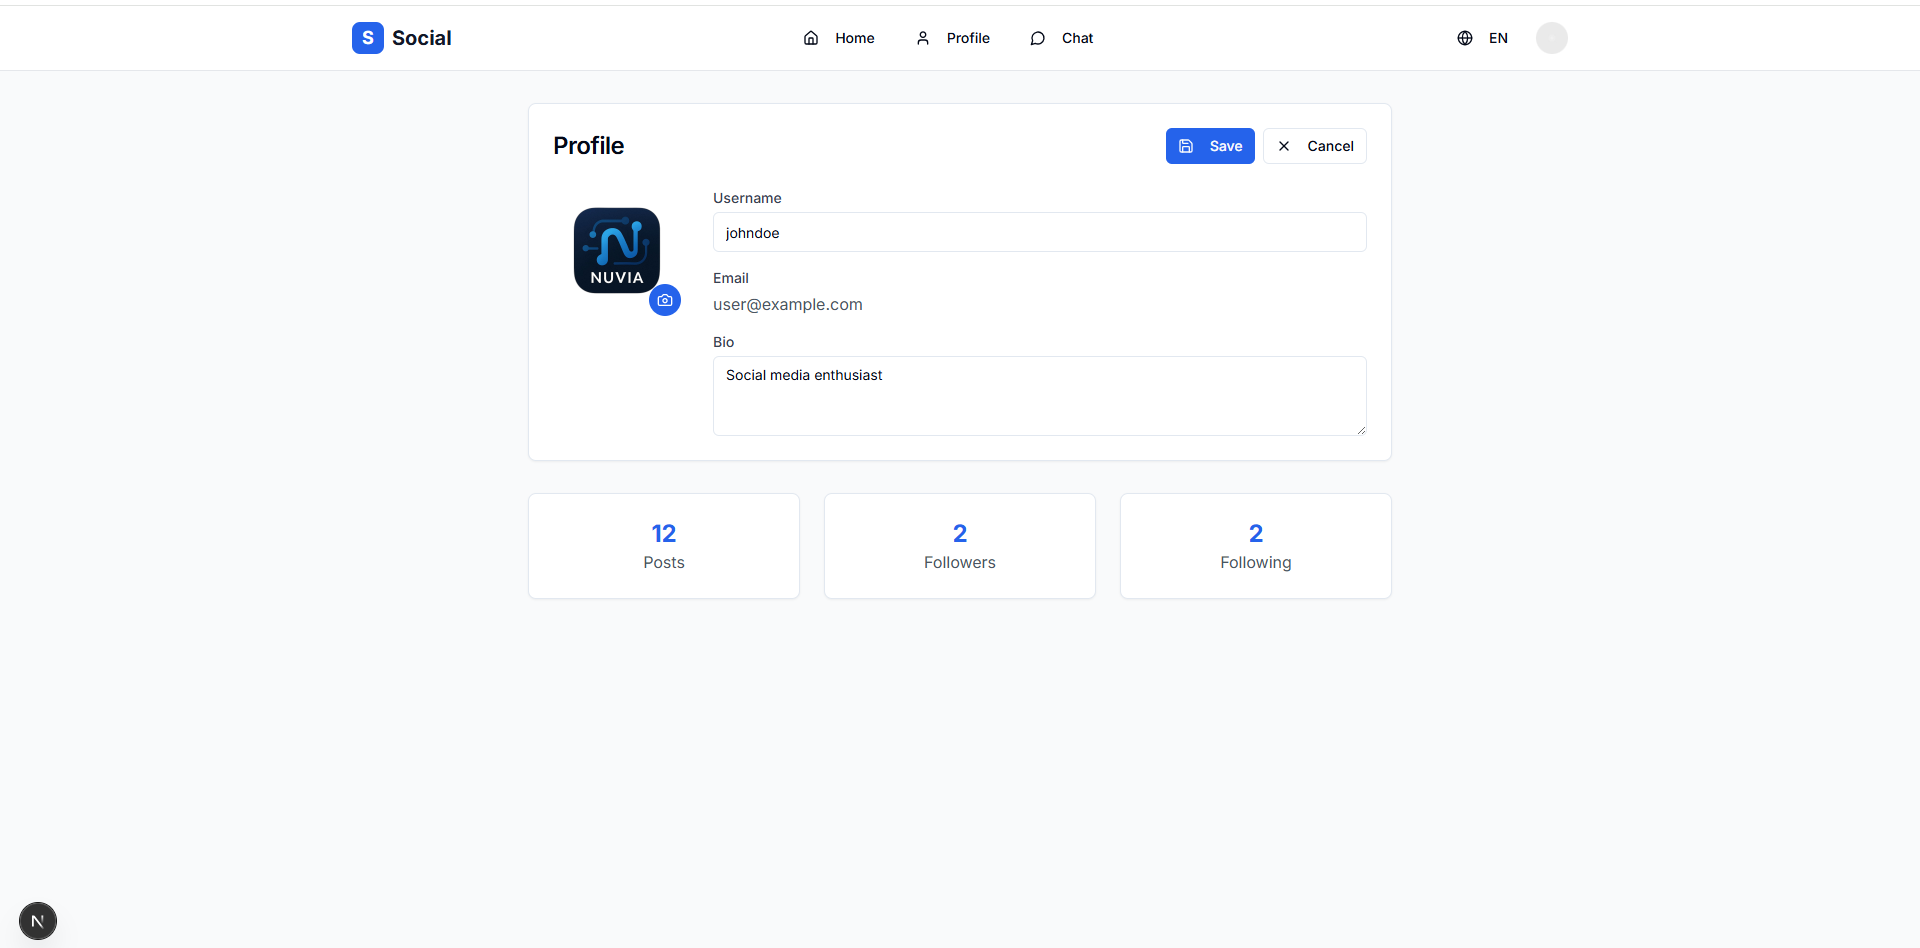 S Social
Home
Profile
Chat
EN
Profile
Save
Cancel
NUVIA
Username
johndoe
Email
user@example.com
Bio
Social media enthusiast
12
Posts
2
Followers
2
Following
N